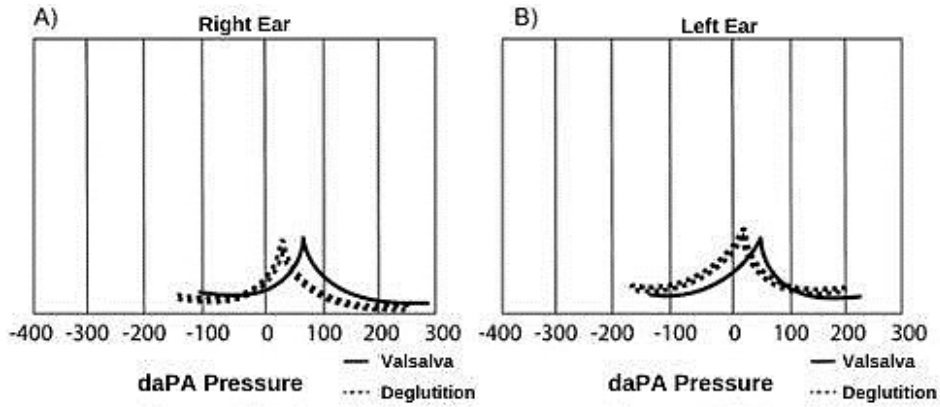 A)
Right Ear
-400 -300 -200 -100 0 100 200 300
Valsalva
daPA Pressure
Deglutition
B)
Left Ear
-400 -300 -200 -100 0 100 200 300
Valsalva
daPA Pressure
Deglutition